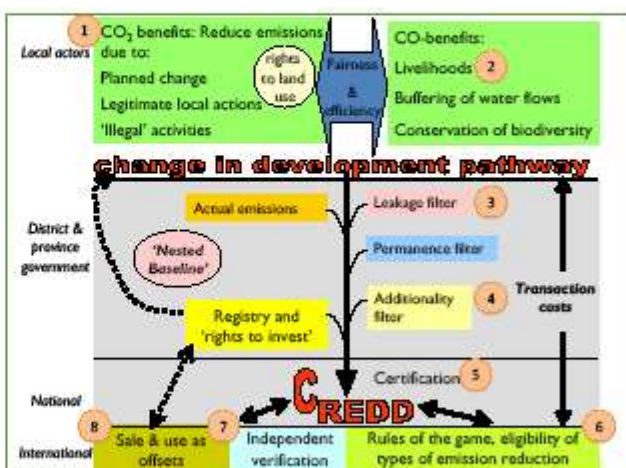 1
CO2 benefits: Reduce emissions
due to:
Planned change
Legitimate local actions
'Illegal' activities
Local actors
rights
to land
use
Fairness
&
efficiency
CO-benefits:
Livelihoods 2
Buffering of water flows
Conservation of biodiversity
change in development pathway
District &
province
government
Actual emissions
'Nested
Baseline'
Registry and
'rights to invest'
Leakage filter 3
Permanence filter
Additionality
filter
4
Transaction
costs
National
Certification 5
CREDD
International
8
Sale & use as
offsets
7
Independent
verification
6
Rules of the game, eligibility of
types of emission reduction